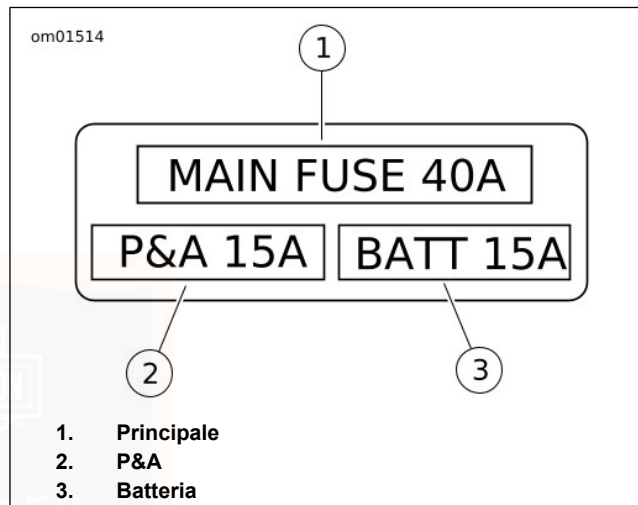 om01514
1
MAIN FUSE 40A
P&A 15A
BATT 15A
2
3
1. Principale
2. P&A
3. Batteria